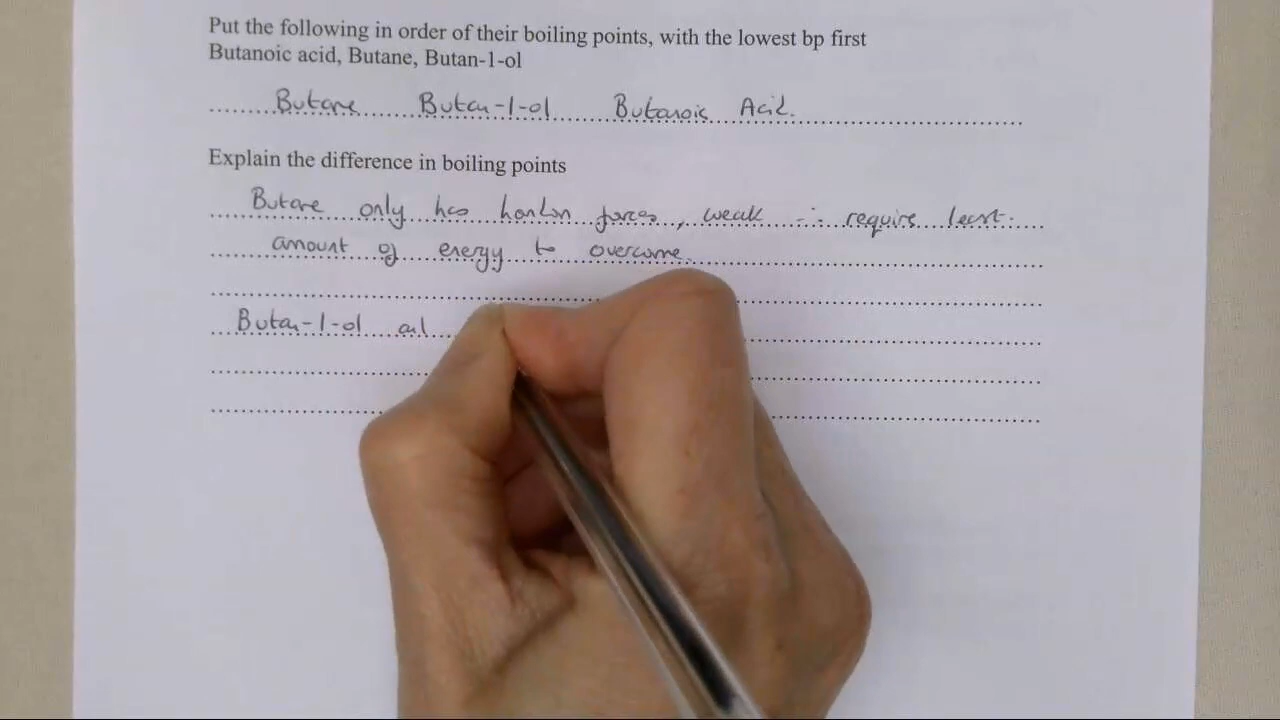 Put the following in order of their boiling points, with the lowest bp first
Butanoic acid, Butane, Butan-1-ol
Butane Butan-1-ol Butanoic Acid.
Explain the difference in boiling points
Butane only has london forces, weak ∴ require least
amount of energy to overcome.
Butan-1-ol and